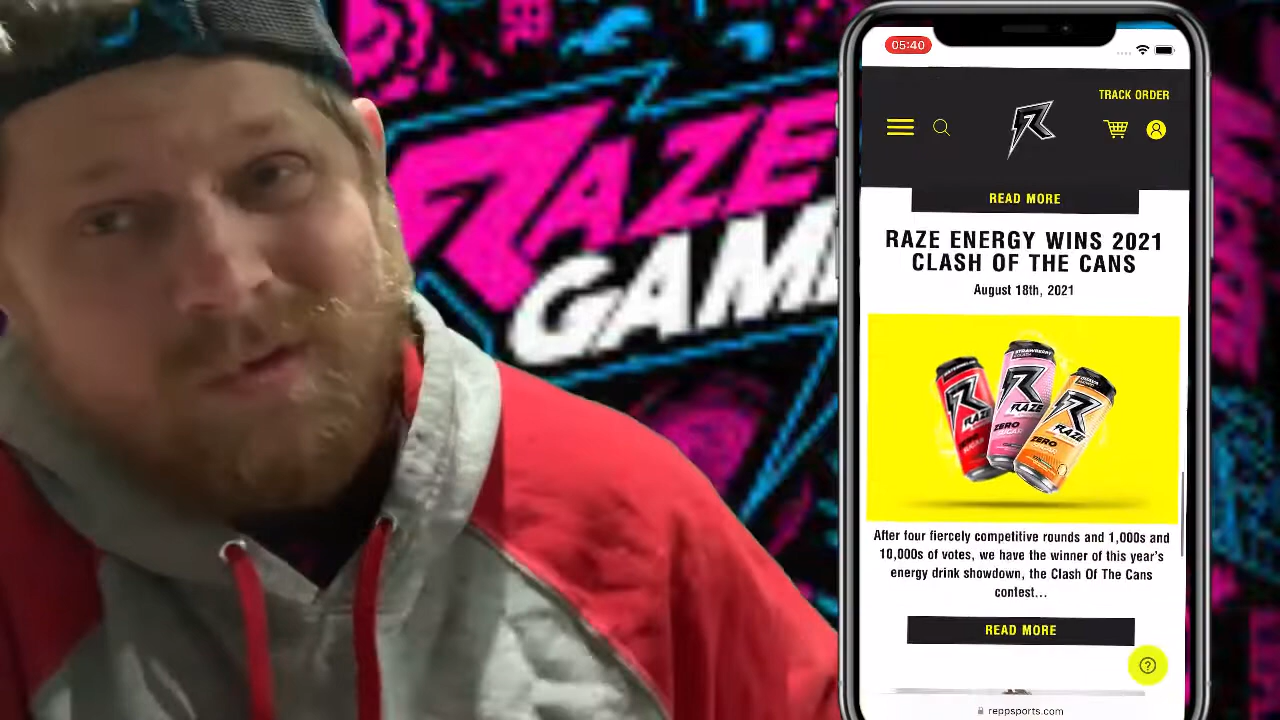 RAZE
GAMI
05:40
TRACK ORDER
READ MORE
RAZE ENERGY WINS 2021
CLASH OF THE CANS
August 18th, 2021
STRAWBERRY
RAZE
RAZE
RAZE
ZERO
ZERO
After four fiercely competitive rounds and 1,000s and
10,000s of votes, we have the winner of this year's
energy drink showdown, the Clash Of The Cans
contest...
READ MORE
reppsports.com